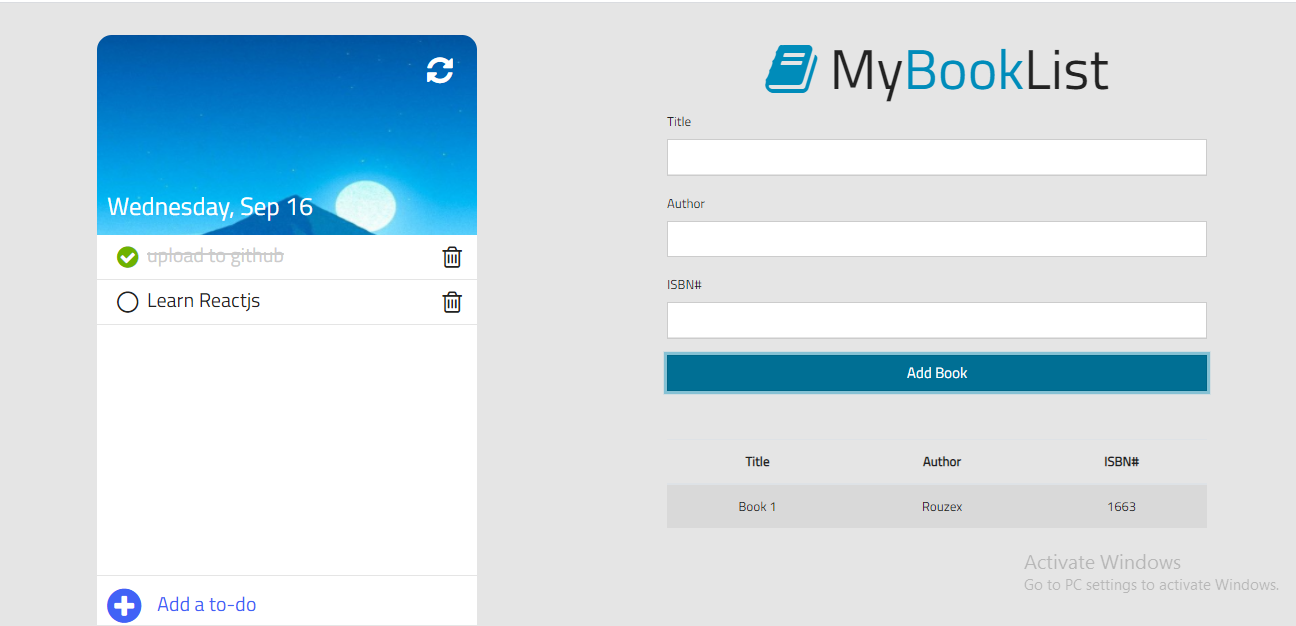 Wednesday, Sep 16
upload to github
Learn Reactjs
Add a to-do
MyBookList
Title
Author
ISBN#
Add Book
Title Author ISBN#
Book 1 Rouzex 1663
Activate Windows
Go to PC settings to activate Windows.